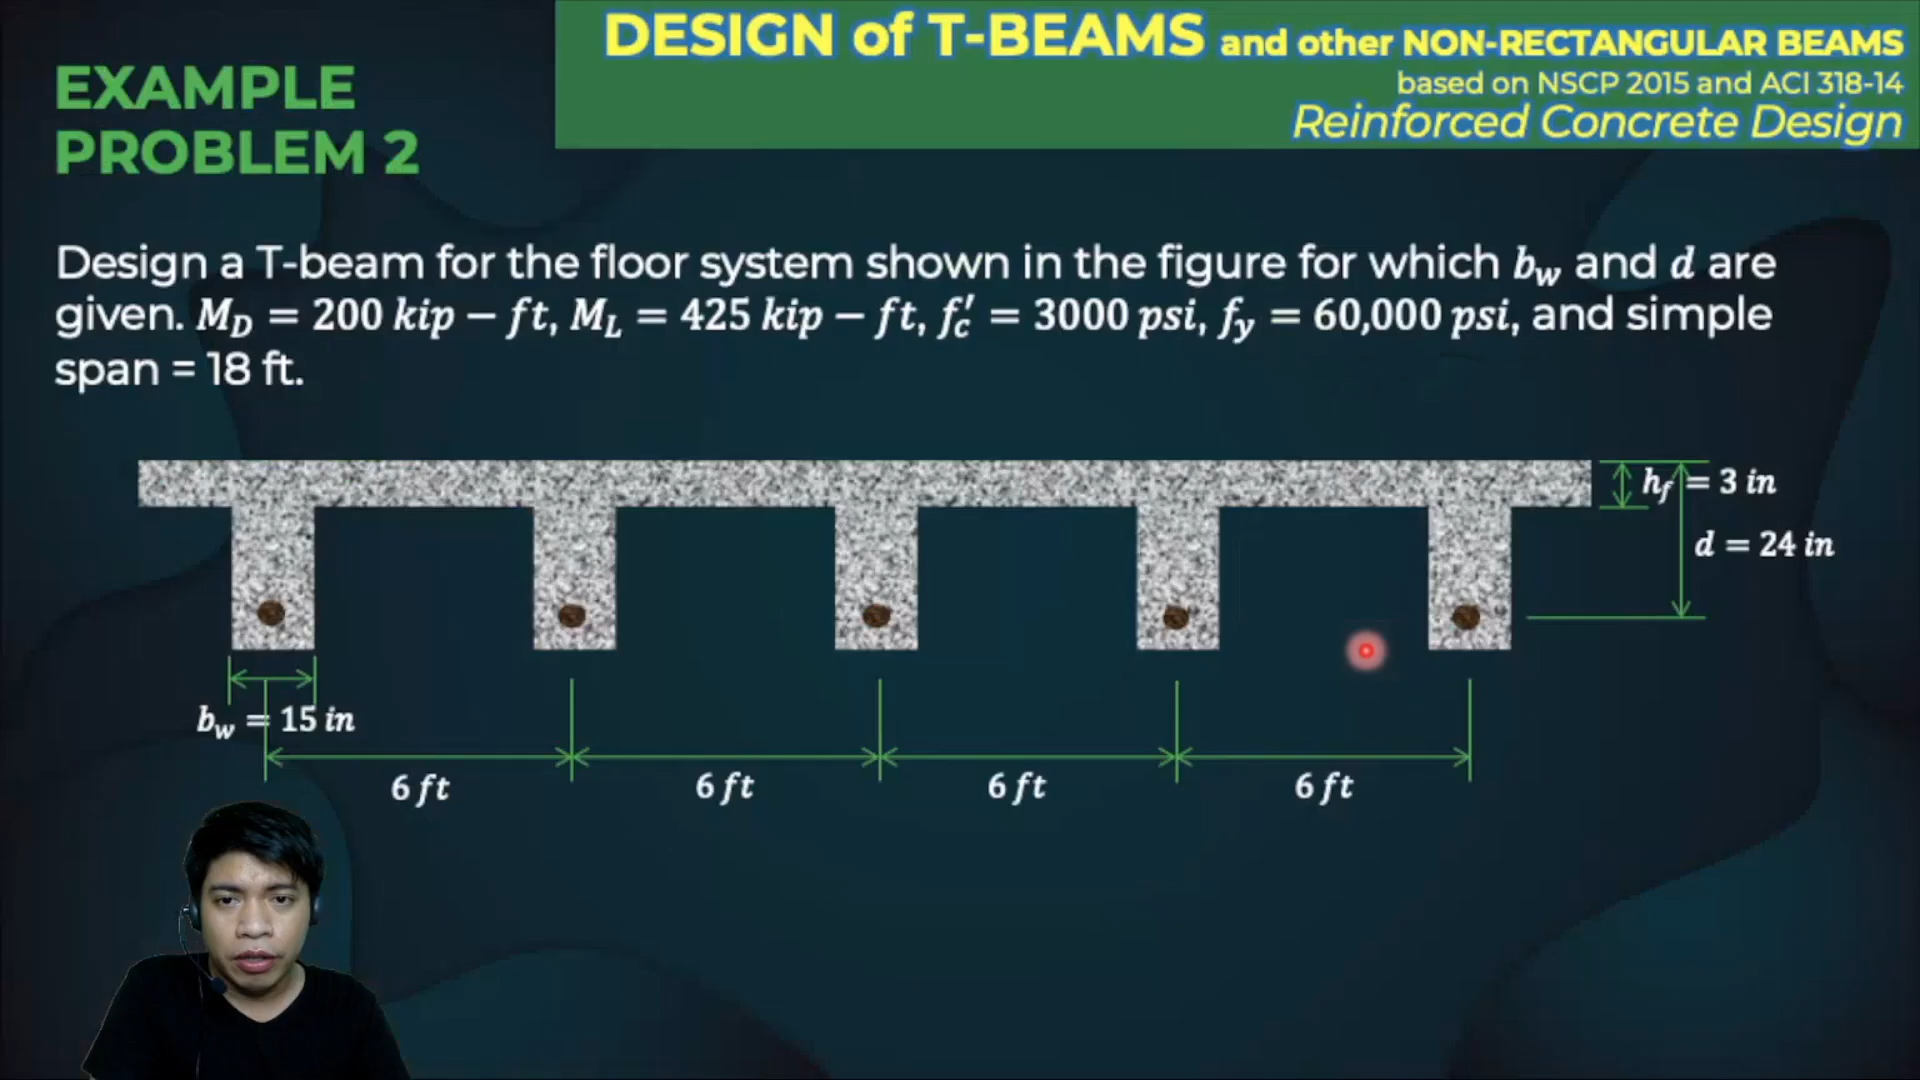 DESIGN of T-BEAMS and other NON-RECTANGULAR BEAMS
based on NSCP 2015 and ACI 318-14
Reinforced Concrete Design
EXAMPLE
PROBLEM 2
Design a T-beam for the floor system shown in the figure for which b_w and d are
given. M_D = 200 kip − ft, M_L = 425 kip − ft, f_c′ = 3000 psi, f_y = 60,000 psi, and simple
span = 18 ft.
h_f = 3 in
d = 24 in
b_w = 15 in
6 ft
6 ft
6 ft
6 ft